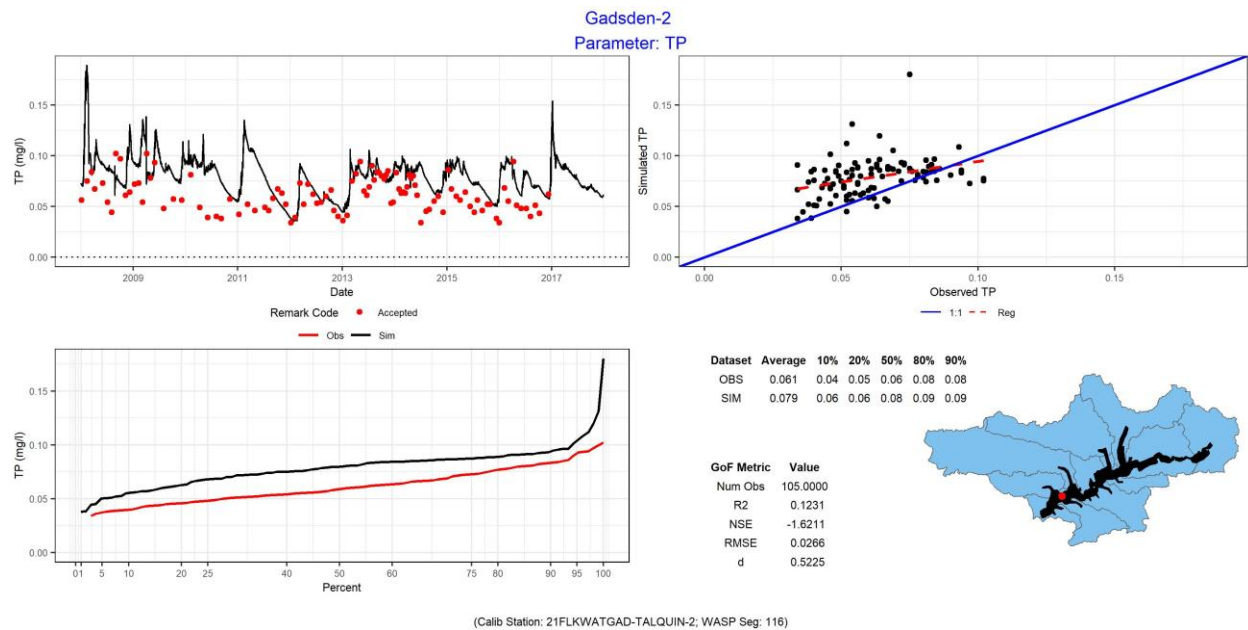 Gadsden-2
Parameter: TP
TP (mg/l)
0.15
0.10
0.05
0.00
2009 2011 2013 2015 2017
Date
Remark Code Accepted
Obs Sim
Simulated TP
0.15
0.10
0.05
0.00
0.00 0.05 0.10 0.15
Observed TP
1:1 Reg
TP (mg/l)
0.15
0.10
0.05
0.00
0 1 5 10 20 25 40 50 60 75 80 90 95 100
Percent
Dataset Average 10% 20% 50% 80% 90%
OBS 0.061 0.04 0.05 0.06 0.08 0.08
SIM 0.079 0.06 0.06 0.08 0.09 0.09
GoF Metric Value
Num Obs 105.0000
R2 0.1231
NSE -1.6211
RMSE 0.0266
d 0.5225
(Calib Station: 21FLKWATGAD-TALQUIN-2; WASP Seg: 116)